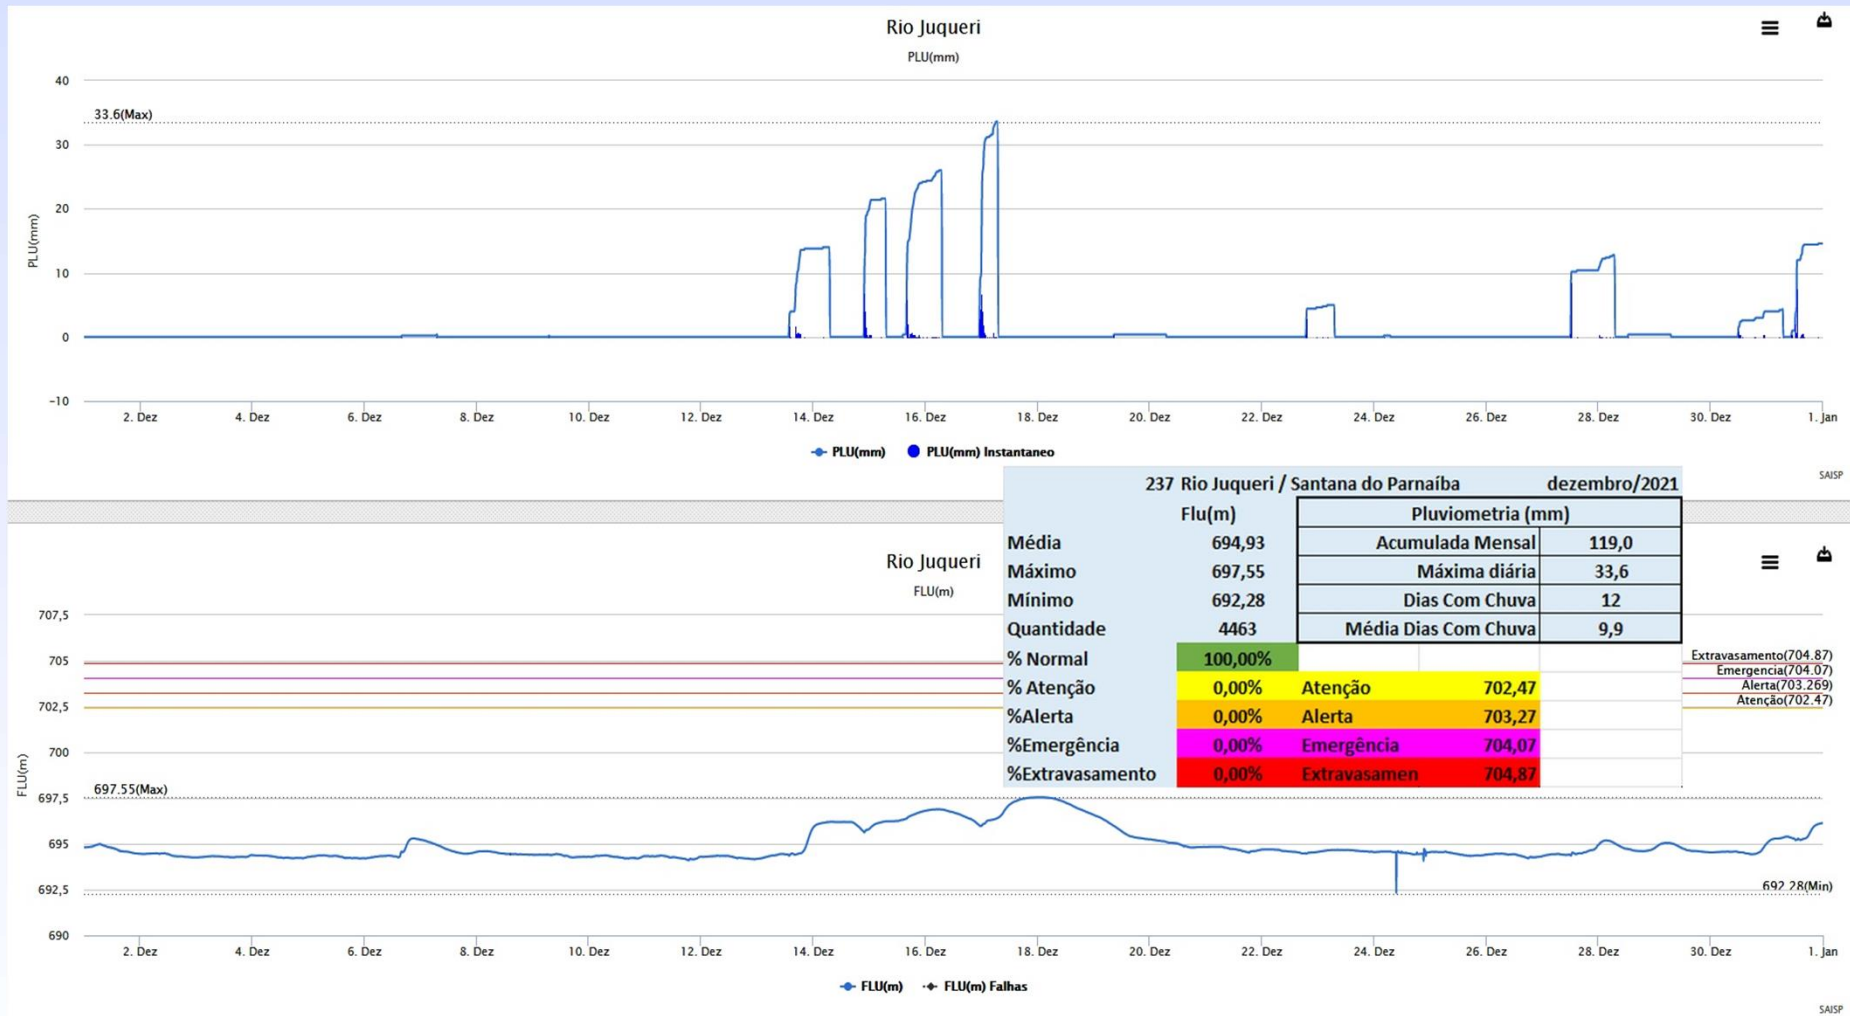 Rio Juqueri
PLU(mm)
40
33.6(Max)
30
20
PLU(mm)
10
0
−10
2. Dez 4. Dez 6. Dez 8. Dez 10. Dez 12. Dez 14. Dez 16. Dez 18. Dez 20. Dez 22. Dez 24. Dez 26. Dez 28. Dez 30. Dez 1. Jan
PLU(mm) PLU(mm) Instantaneo
SAISP
237 Rio Juqueri / Santana do Parnaíba dezembro/2021
Flu(m) Pluviometria (mm)
Média 694,93 Acumulada Mensal 119,0
Máximo 697,55 Máxima diária 33,6
Mínimo 692,28 Dias Com Chuva 12
Quantidade 4463 Média Dias Com Chuva 9,9
% Normal 100,00%
% Atenção 0,00% Atenção 702,47
%Alerta 0,00% Alerta 703,27
%Emergência 0,00% Emergência 704,07
%Extravasamento 0,00% Extravasamen 704,87
Rio Juqueri
FLU(m)
707,5
705
702,5
700
697,5
695
692,5
690
FLU(m)
Extravasamento(704.87)
Emergencia(704.07)
Alerta(703.269)
Atenção(702.47)
697.55(Max)
692.28(Min)
2. Dez 4. Dez 6. Dez 8. Dez 10. Dez 12. Dez 14. Dez 16. Dez 18. Dez 20. Dez 22. Dez 24. Dez 26. Dez 28. Dez 30. Dez 1. Jan
FLU(m) FLU(m) Falhas
SAISP